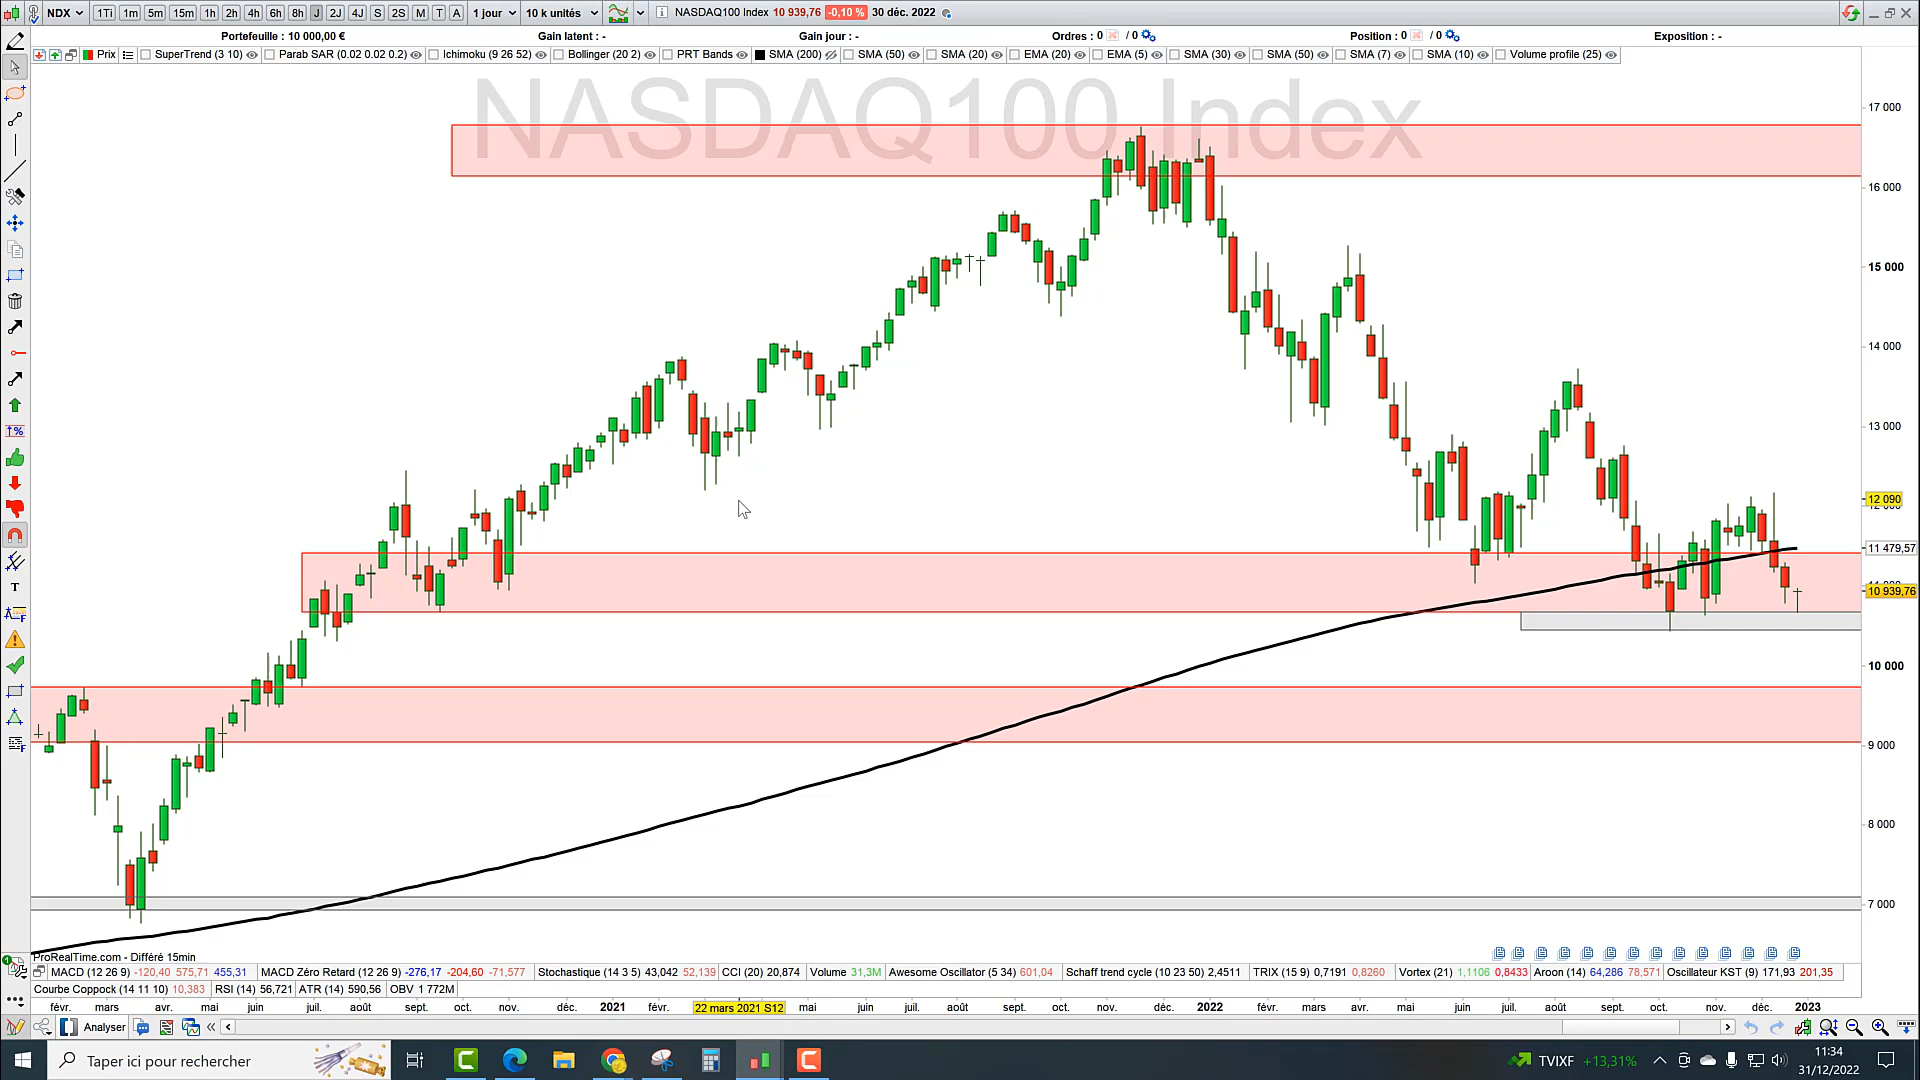 NDX 1Ti 1m 5m 15m 1h 2h 4h 6h 8h J 2J 4J S 2S M T A 1 jour 10 k unités i NASDAQ100 Index 10 939,76 -0,10 % 30 déc. 2022
Portefeuille : 10 000,00 € Gain latent : - Gain jour : - Ordres : 0 / 0 Position : 0 / 0 Exposition : -
Prix SuperTrend (3 10) Parab SAR (0.02 0.02 0.2) Ichimoku (9 26 52) Bollinger (20 2) PRT Bands SMA (200) SMA (50) SMA (20) EMA (20) EMA (5) SMA (30) SMA (50) SMA (7) SMA (10) Volume profile (25)
NASDAQ100 Index
17 000
16 000
15 000
14 000
13 000
12 090
11 479,57
10 939,76
10 000
9 000
8 000
7 000
ProRealTime.com - Différé 15min
MACD (12 26 9) -120,40 575,71 455,31 MACD Zéro Retard (12 26 9) -276,17 -204,60 -71,577 Stochastique (14 3 5) 43,042 52,139 CCI (20) 20,874 Volume 31,3M Awesome Oscillator (5 34) 601,04 Schaff trend cycle (10 23 50) 2,4511 TRIX (15 9) 0,7191 0,8260 Vortex (21) 1,1106 0,8433 Aroon (14) 64,286 78,571 Oscillateur KST (9) 171,93 201,35
Courbe Coppock (14 11 10) 10,383 RSI (14) 56,721 ATR (14) 590,56 OBV 1 772M
févr. mars avr. mai juin juil. août sept. oct. nov. déc. 2021 févr. 22 mars 2021 S12 mai juin juil. août sept. oct. nov. déc. 2022 févr. mars avr. mai juin juil. août sept. oct. nov. déc. 2023
Analyser
Taper ici pour rechercher
TVIXF +13,31%
11:34
31/12/2022